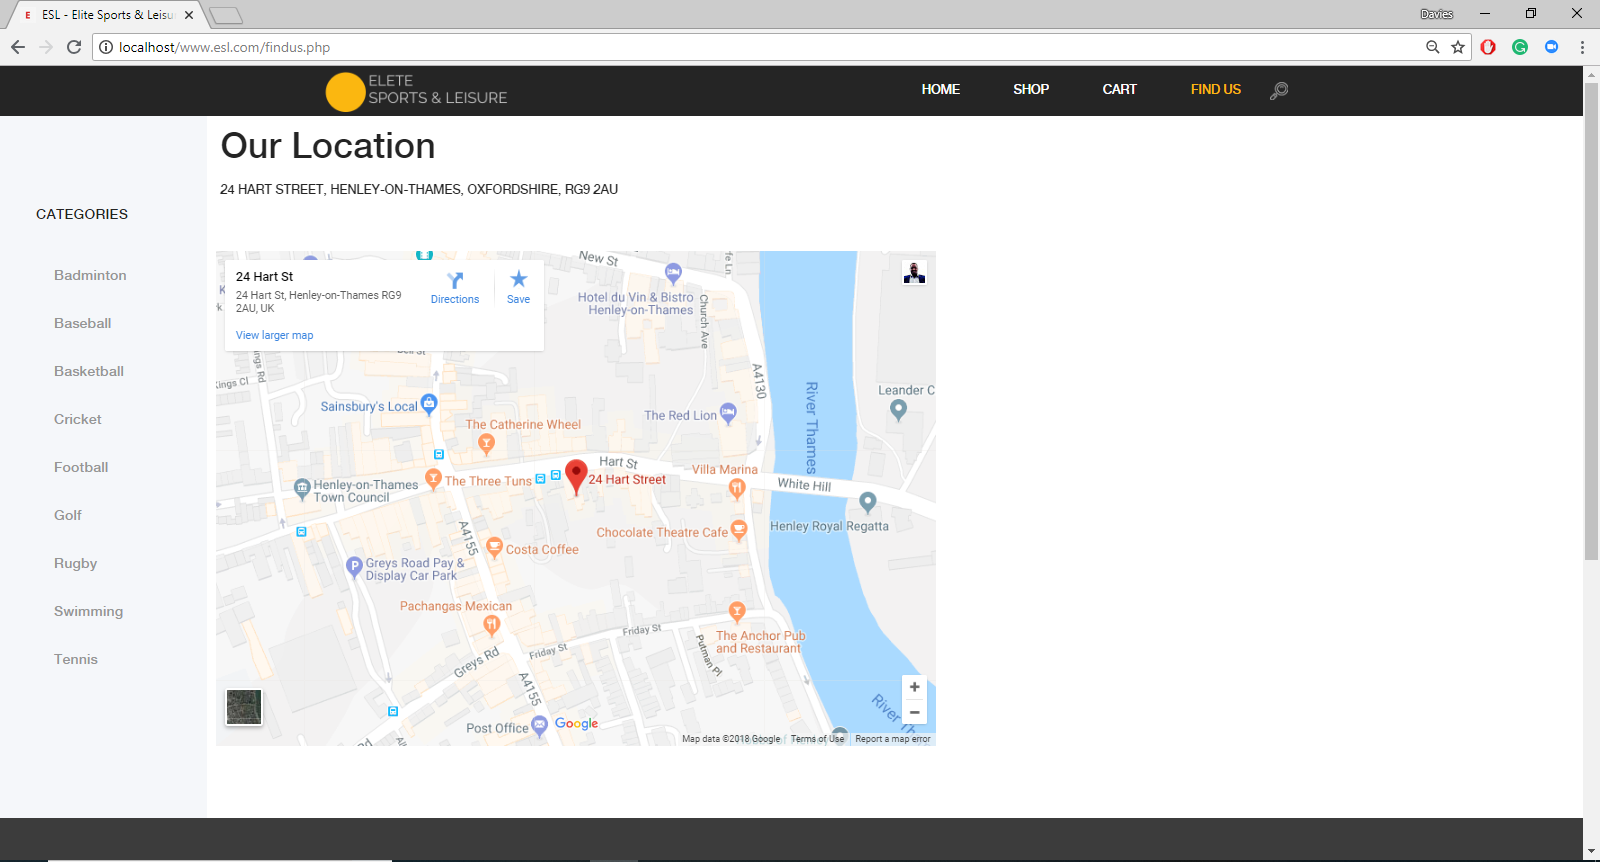 ESL - Elite Sports & Leisu
Davies
localhost/www.esl.com/findus.php
ELETE
SPORTS & LEISURE
HOME
SHOP
CART
FIND US
Our Location
24 HART STREET, HENLEY-ON-THAMES, OXFORDSHIRE, RG9 2AU
CATEGORIES
Badminton
Baseball
Basketball
Cricket
Football
Golf
Rugby
Swimming
Tennis
24 Hart St
24 Hart St, Henley-on-Thames RG9
2AU, UK
Directions
Save
View larger map
New St
Hotel du Vin & Bistro
Henley-on-Thames
Church Ave
A4130
River Thames
Leander C
Kings Cl
Sainsbury's Local
The Red Lion
The Catherine Wheel
Hart St
Villa Marina
The Three Tuns
24 Hart Street
White Hill
Henley-on-Thames
Town Council
Henley Royal Regatta
Chocolate Theatre Cafe
A4155
Costa Coffee
Greys Road Pay &
Display Car Park
P
Pachangas Mexican
Friday St
The Anchor Pub
and Restaurant
Friday St
Putman Pl
Greys Rd
A4155
Post Office
Google
River Th
Map data ©2018 Google
Terms of Use
Report a map error